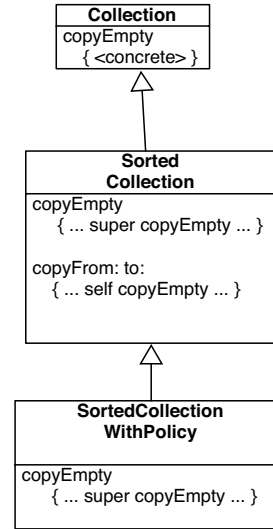 Collection
copyEmpty
{ <concrete> }
Sorted
Collection
copyEmpty
{ ... super copyEmpty ... }
copyFrom: to:
{ ... self copyEmpty ... }
SortedCollection
WithPolicy
copyEmpty
{ ... super copyEmpty ... }